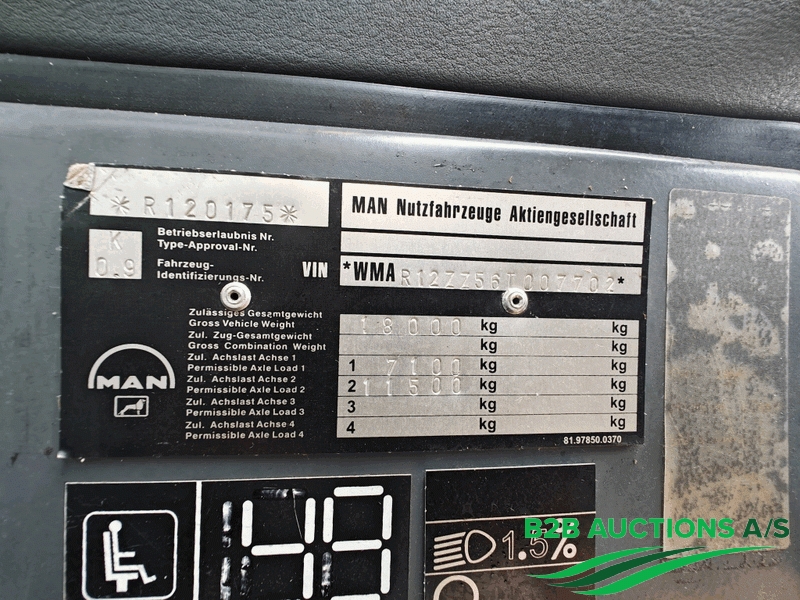 *R120175*
MAN Nutzfahrzeuge Aktiengesellschaft
K
0.9
Betriebserlaubnis Nr.
Type-Approval-Nr.
Fahrzeug-
Identifizierungs-Nr.
VIN
*WMAR12ZZ56T007702*
Zulässiges Gesamtgewicht
Gross Vehicle Weight
18000 kg kg
Zul. Zug-Gesamtgewicht
Gross Combination Weight
kg kg
Zul. Achslast Achse 1
Permissible Axle Load 1
1 7100 kg kg
Zul. Achslast Achse 2
Permissible Axle Load 2
2 11500 kg kg
Zul. Achslast Achse 3
Permissible Axle Load 3
3 kg kg
Zul. Achslast Achse 4
Permissible Axle Load 4
4 kg kg
MAN
81.97850.0370
49
1.5%
B2B AUCTIONS A/S